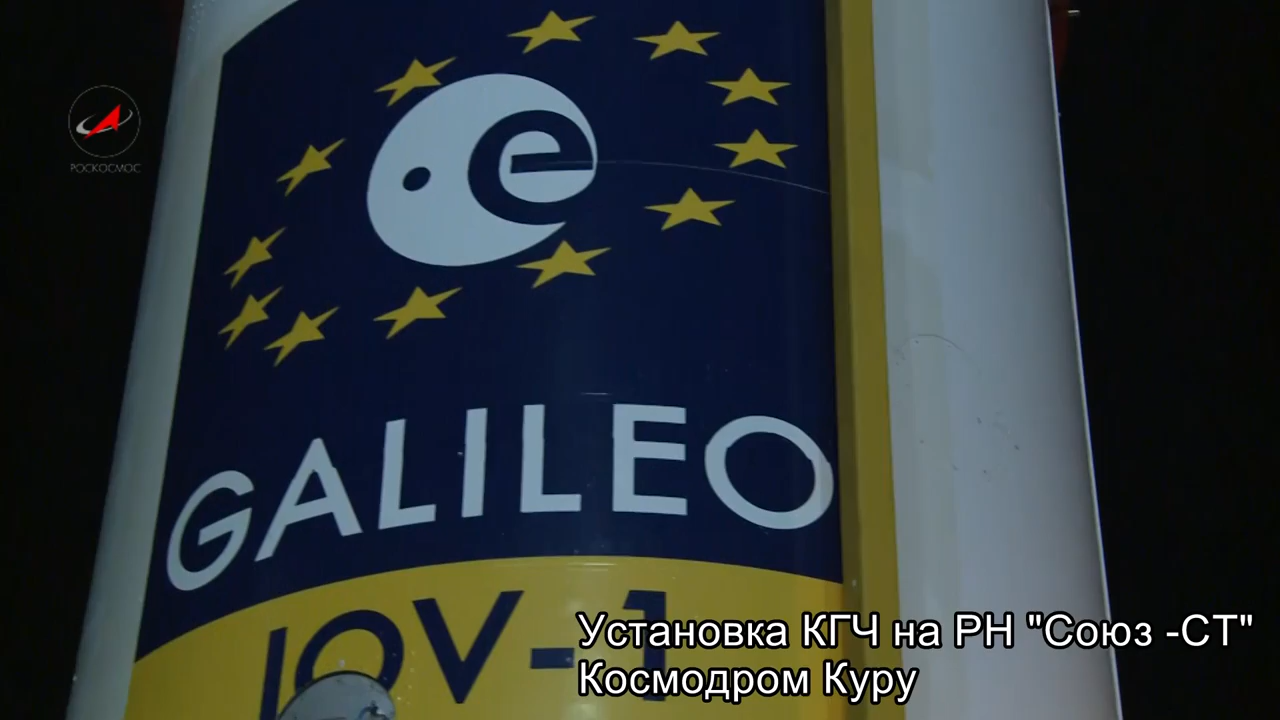 РОСКОСМОС
e
GALILEO
IOV-1
Установка КГЧ на РН "Союз -СТ"
Космодром Куру